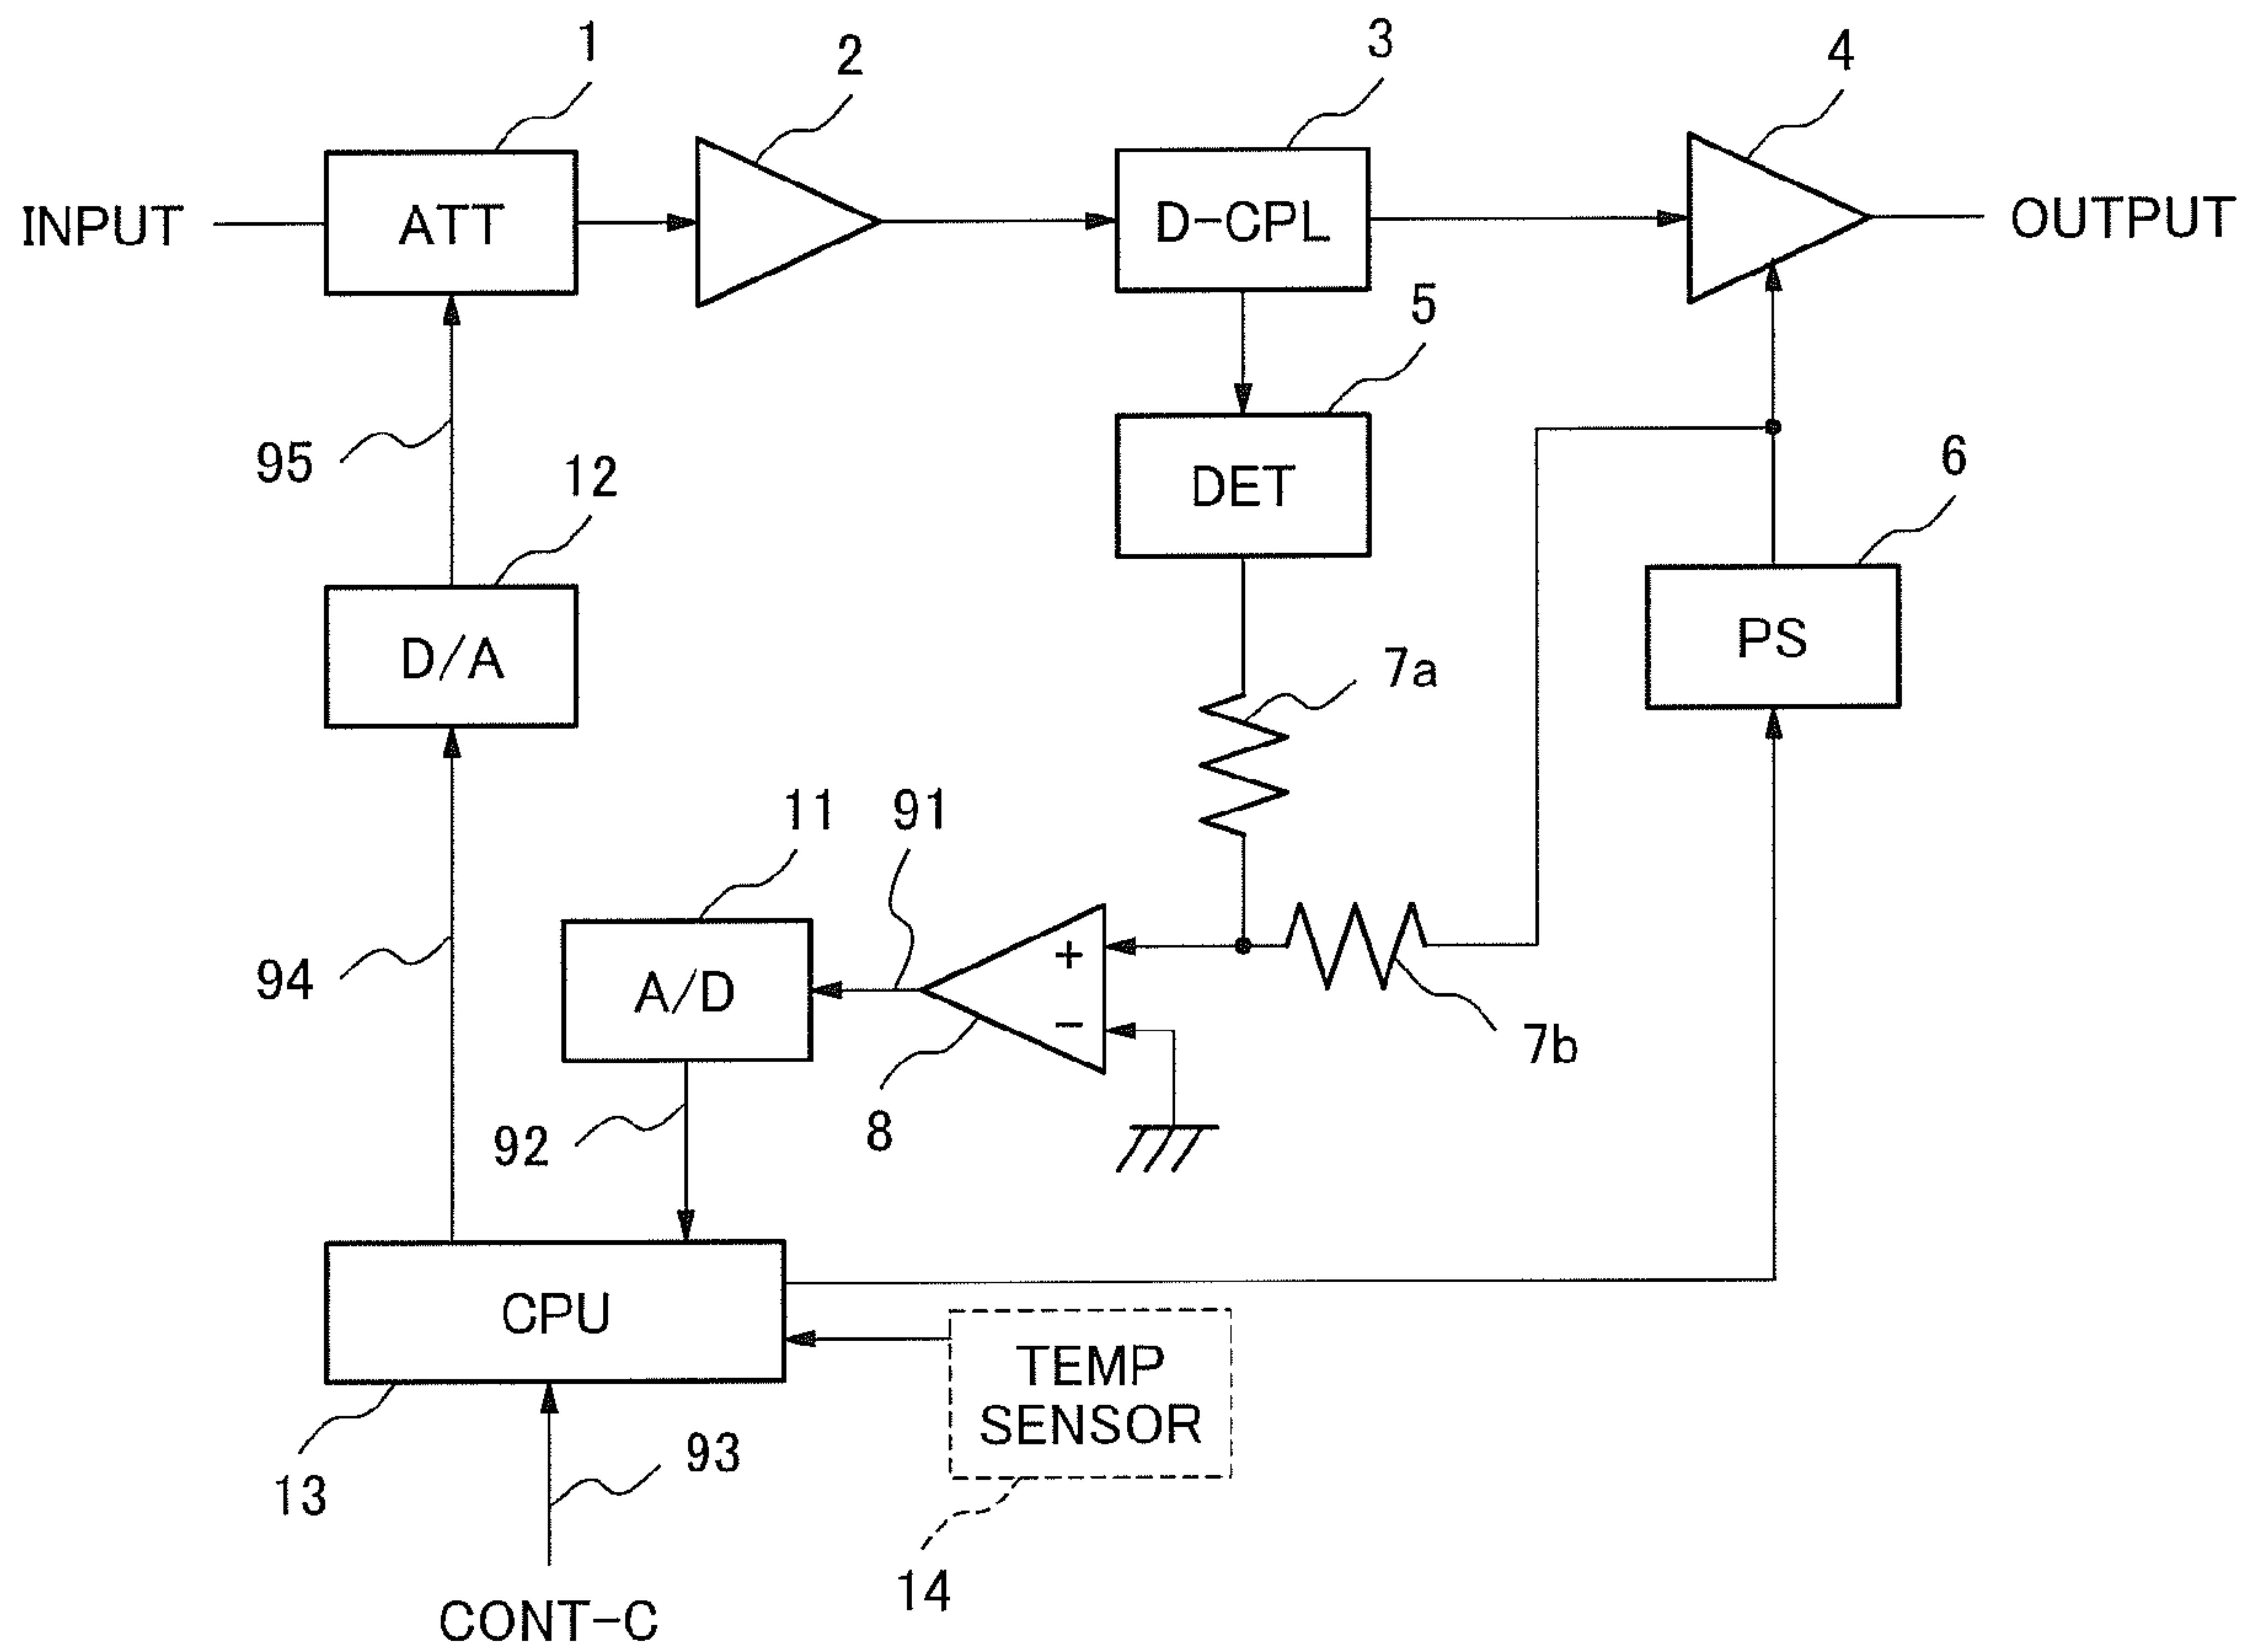 1
2
3
4
INPUT
ATT
D-CPL
OUTPUT
5
95
12
DET
6
D/A
7a
PS
11
91
94
A/D
+
−
7b
92
8
CPU
TEMP
SENSOR
13
93
14
CONT-C